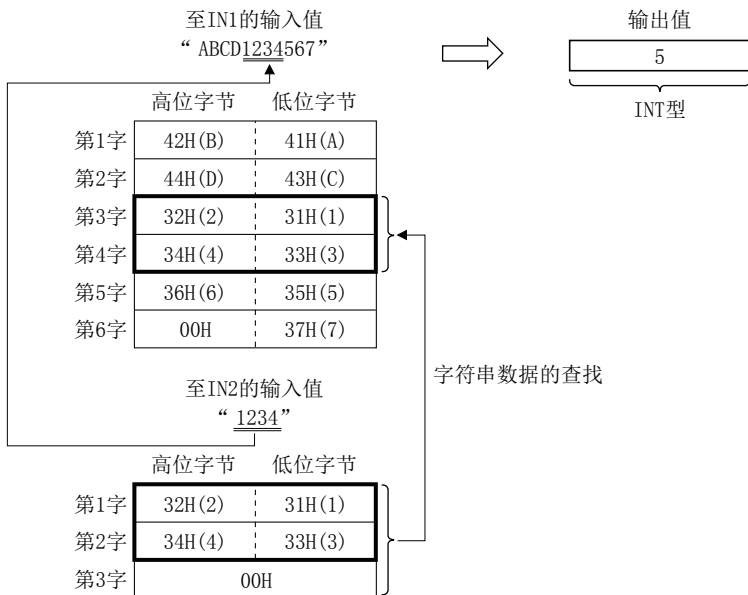 至IN1的输入值
“ ABCD1234567”
输出值
5
INT型
高位字节 低位字节
第1字 42H(B) 41H(A)
第2字 44H(D) 43H(C)
第3字 32H(2) 31H(1)
第4字 34H(4) 33H(3)
第5字 36H(6) 35H(5)
第6字 00H 37H(7)
字符串数据的查找
至IN2的输入值
“ 1234”
高位字节 低位字节
第1字 32H(2) 31H(1)
第2字 34H(4) 33H(3)
第3字 00H